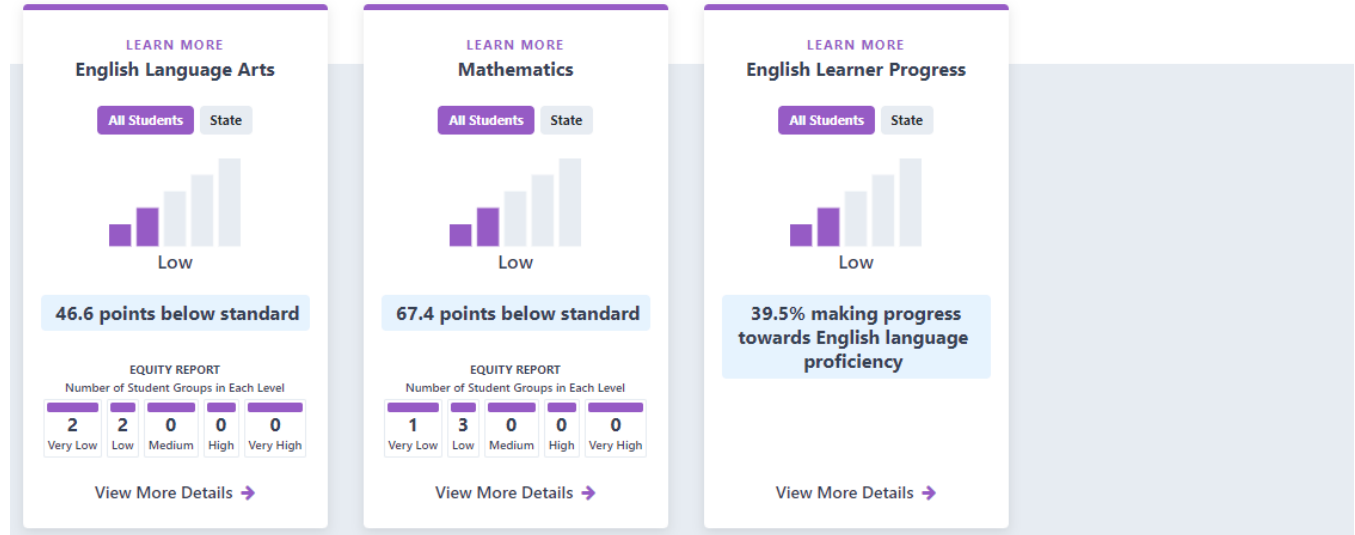 LEARN MORE
English Language Arts
All Students State
Low
46.6 points below standard
EQUITY REPORT
Number of Student Groups in Each Level
2 2 0 0 0
Very Low Low Medium High Very High
View More Details
LEARN MORE
Mathematics
All Students State
Low
67.4 points below standard
EQUITY REPORT
Number of Student Groups in Each Level
1 3 0 0 0
Very Low Low Medium High Very High
View More Details
LEARN MORE
English Learner Progress
All Students State
Low
39.5% making progress
towards English language
proficiency
View More Details